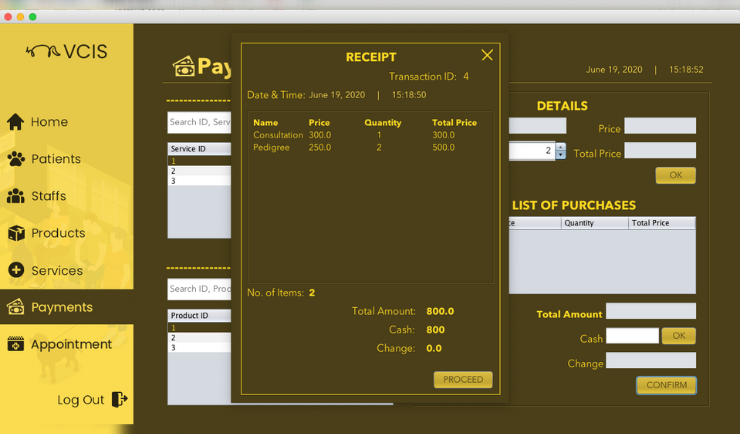 VCIS
Home
Patients
Staffs
Products
Services
Payments
Appointment
Log Out
Pay
June 19, 2020 | 15:18:52
Search ID, Serv
Service ID
1
2
3
Search ID, Prod
Product ID
1
2
3
RECEIPT
Transaction ID: 4
Date & Time: June 19, 2020 | 15:18:50
Name Price Quantity Total Price
Consultation 300.0 1 300.0
Pedigree 250.0 2 500.0
No. of Items: 2
Total Amount: 800.0
Cash: 800
Change: 0.0
PROCEED
DETAILS
Price
2 Total Price
OK
LIST OF PURCHASES
Quantity Total Price
Total Amount
Cash OK
Change
CONFIRM